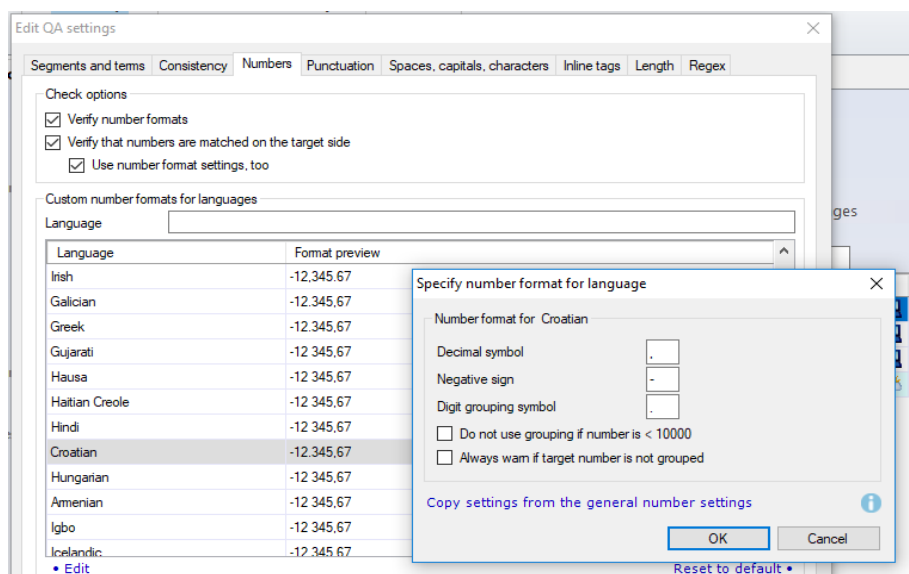 Edit QA settings
Segments and terms Consistency Numbers Punctuation Spaces, capitals, characters Inline tags Length Regex
Check options
Verify number formats
Verify that numbers are matched on the target side
Use number format settings, too
Custom number formats for languages
Language
Language Format preview
Irish -12,345.67
Galician -12.345,67
Greek -12.345,67
Gujarati -12 345,67
Hausa -12 345,67
Haitian Creole -12 345,67
Hindi -12 345,67
Croatian -12.345,67
Hungarian -12 345,67
Armenian -12 345,67
Igbo -12 345,67
Icelandic -12 345,67
• Edit
Reset to default •
ges
Specify number format for language
Number format for Croatian
Decimal symbol ,
Negative sign -
Digit grouping symbol .
Do not use grouping if number is < 10000
Always warn if target number is not grouped
Copy settings from the general number settings
OK Cancel